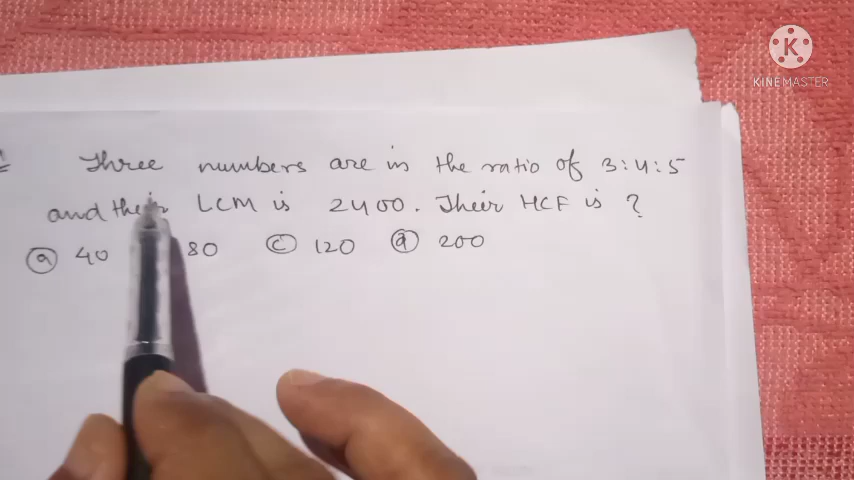 Three numbers are in the ratio of 3:4:5
and their LCM is 2400. Their HCF is ?
ⓐ 40 80 ⓒ 120 ⓓ 200
K
KINEMASTER